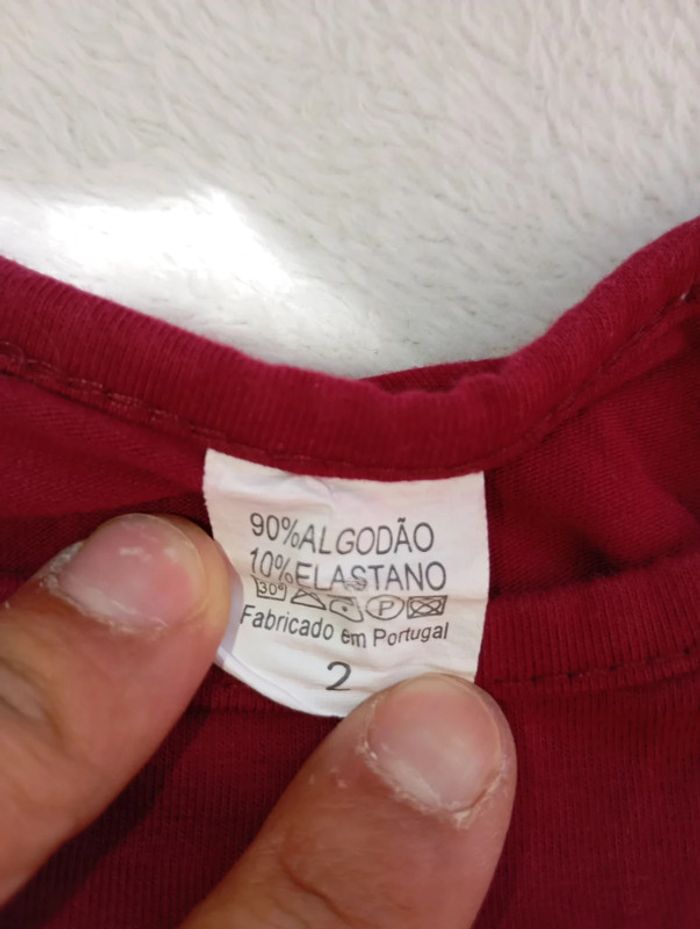 90%ALGODÃO
10%ELASTANO
30° P
Fabricado em Portugal
2